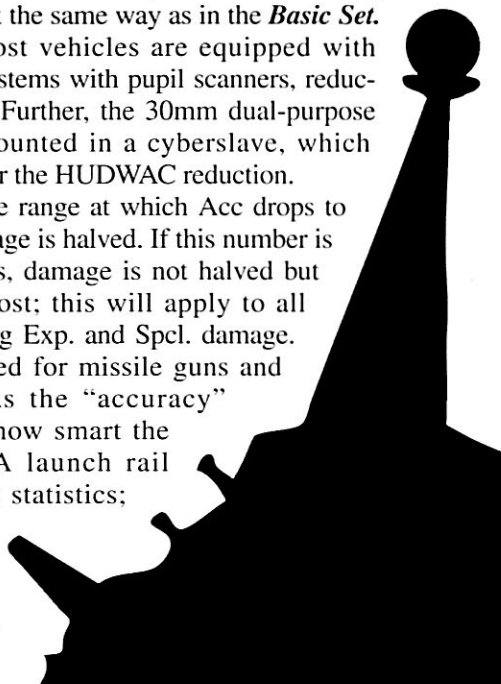 k the same way as in the Basic Set.
ost vehicles are equipped with
stems with pupil scanners, reduc-
Further, the 30mm dual-purpose
ounted in a cyberslave, which
r the HUDWAC reduction.
e range at which Acc drops to
age is halved. If this number is
s, damage is not halved but
ost; this will apply to all
g Exp. and Spcl. damage.
ed for missile guns and
as the “accuracy”
how smart the
A launch rail
statistics;